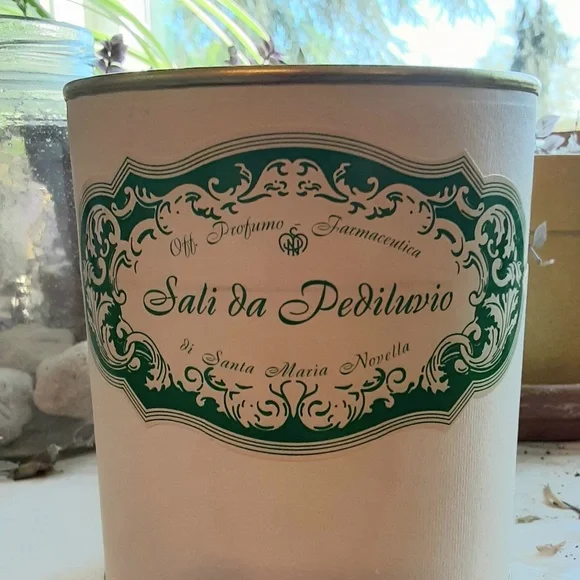 Off Profumo - Farmaceutica
Sali da Pediluvio
di Santa Maria Novella